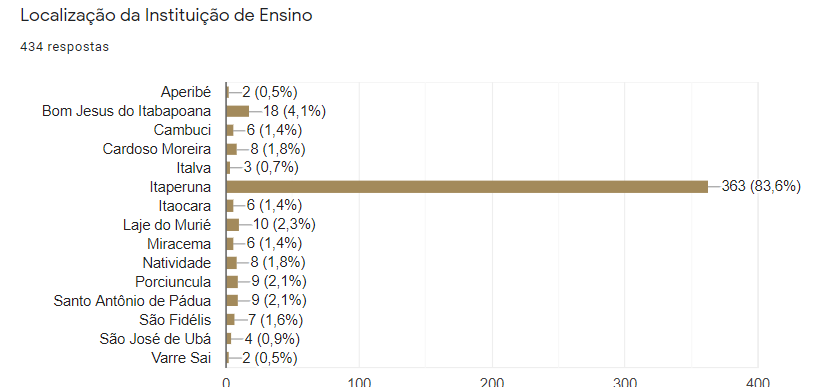 Localização da Instituição de Ensino
434 respostas
Aperibé 2 (0,5%)
Bom Jesus do Itabapoana 18 (4,1%)
Cambuci 6 (1,4%)
Cardoso Moreira 8 (1,8%)
Italva 3 (0,7%)
Itaperuna 363 (83,6%)
Itaocara 6 (1,4%)
Laje do Murié 10 (2,3%)
Miracema 6 (1,4%)
Natividade 8 (1,8%)
Porciuncula 9 (2,1%)
Santo Antônio de Pádua 9 (2,1%)
São Fidélis 7 (1,6%)
São José de Ubá 4 (0,9%)
Varre Sai 2 (0,5%)
0 100 200 300 400